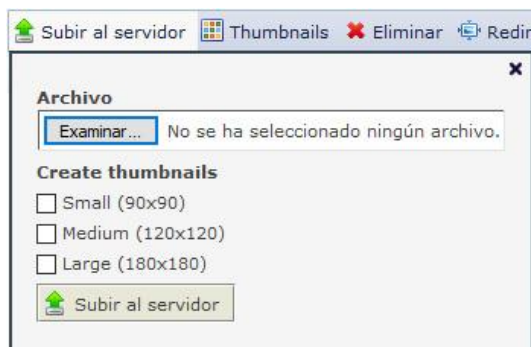 Subir al servidor Thumbnails Eliminar Redir
Archivo
Examinar... No se ha seleccionado ningún archivo.
Create thumbnails
Small (90x90)
Medium (120x120)
Large (180x180)
Subir al servidor